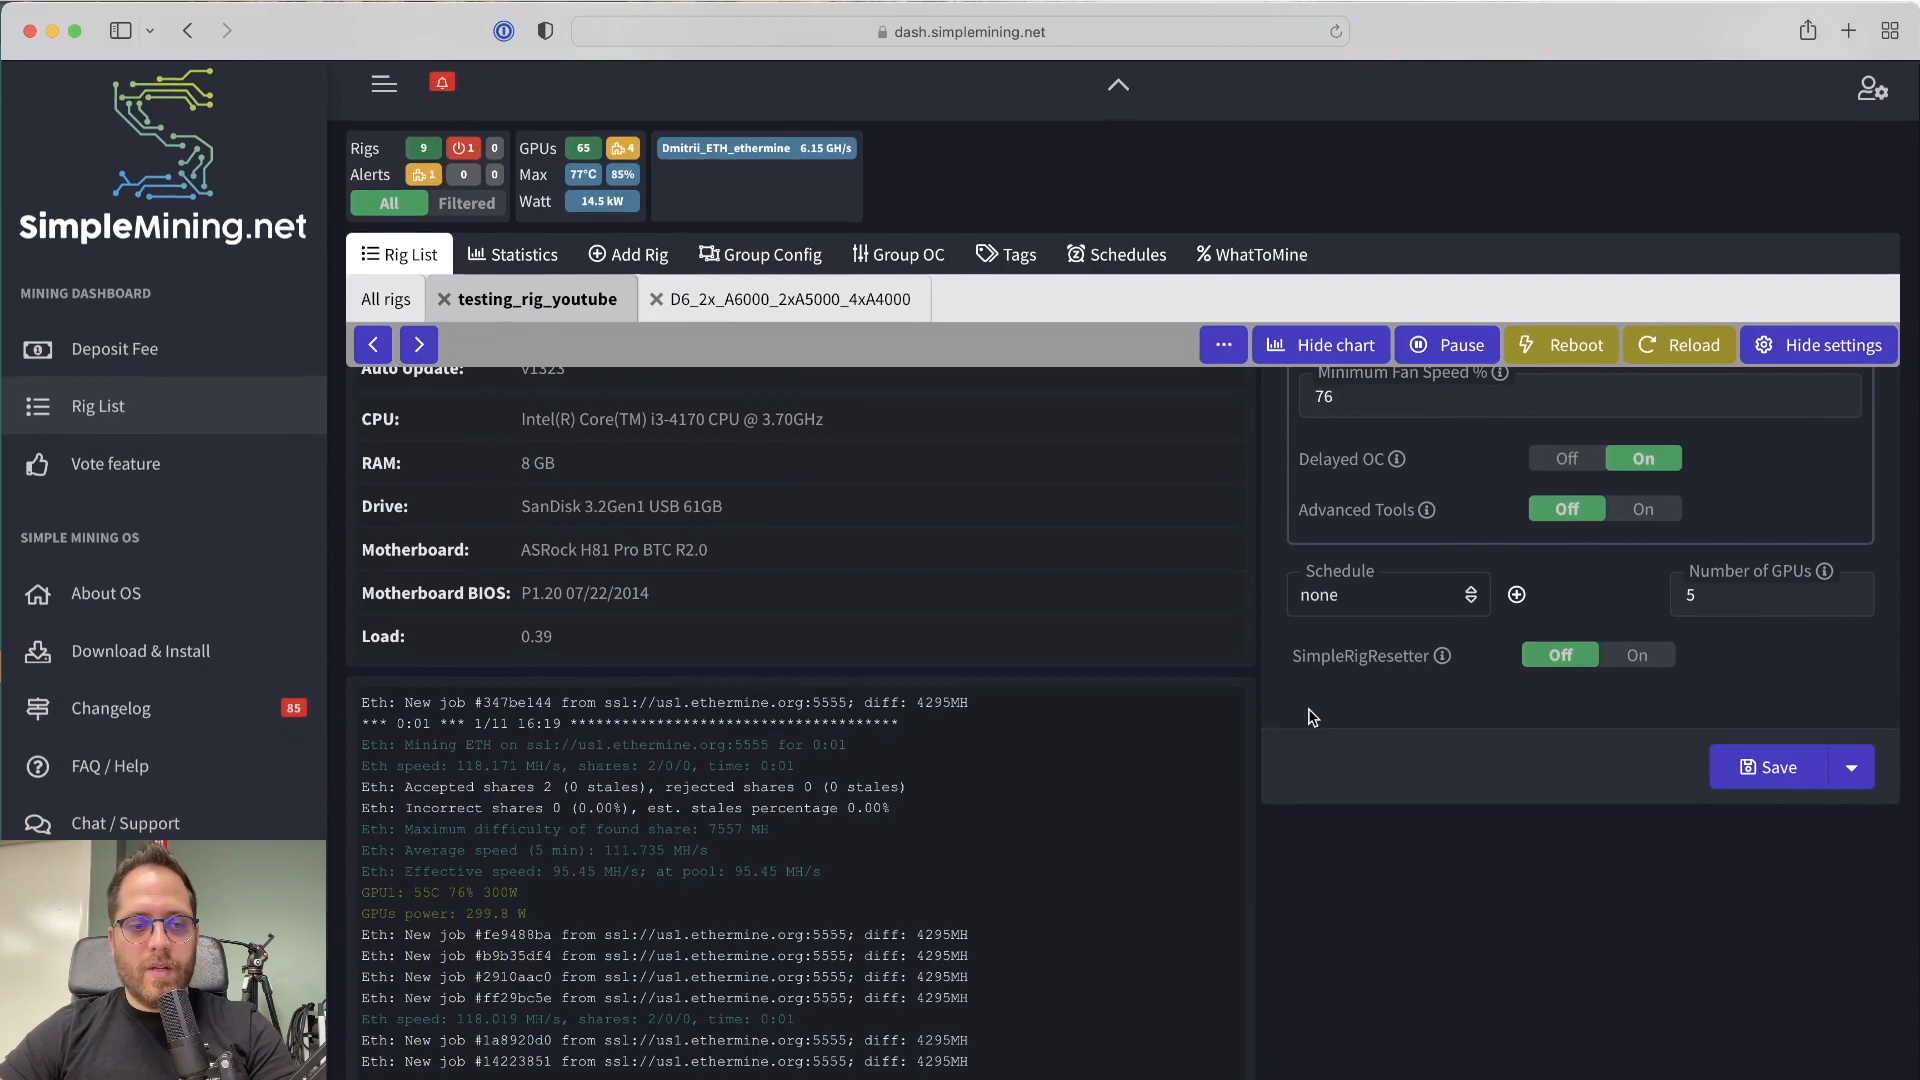 dash.simplemining.net
SimpleMining.net
MINING DASHBOARD
Deposit Fee
Rig List
Vote feature
SIMPLE MINING OS
About OS
Download & Install
Changelog 85
FAQ / Help
Chat / Support
Rigs 9 1 0
Alerts 1 0 0
All Filtered
GPUs 65 4
Max 77°C 85%
Watt 14.5 kW
Dmitrii_ETH_ethermine 6.15 GH/s
Rig List Statistics Add Rig Group Config Group OC Tags Schedules WhatToMine
All rigs testing_rig_youtube D6_2x_A6000_2xA5000_4xA4000
... Hide chart Pause Reboot Reload Hide settings
Auto Update: v1323
CPU: Intel(R) Core(TM) i3-4170 CPU @ 3.70GHz
RAM: 8 GB
Drive: SanDisk 3.2Gen1 USB 61GB
Motherboard: ASRock H81 Pro BTC R2.0
Motherboard BIOS: P1.20 07/22/2014
Load: 0.39
Eth: New job #347be144 from ssl://us1.ethermine.org:5555; diff: 4295MH
*** 0:01 *** 1/11 16:19 **************************************
Eth: Mining ETH on ssl://us1.ethermine.org:5555 for 0:01
Eth speed: 118.171 MH/s, shares: 2/0/0, time: 0:01
Eth: Accepted shares 2 (0 stales), rejected shares 0 (0 stales)
Eth: Incorrect shares 0 (0.00%), est. stales percentage 0.00%
Eth: Maximum difficulty of found share: 7557 MH
Eth: Average speed (5 min): 111.735 MH/s
Eth: Effective speed: 95.45 MH/s; at pool: 95.45 MH/s
GPU1: 55C 76% 300W
GPUs power: 299.8 W
Eth: New job #fe9488ba from ssl://us1.ethermine.org:5555; diff: 4295MH
Eth: New job #b9b35df4 from ssl://us1.ethermine.org:5555; diff: 4295MH
Eth: New job #2910aac0 from ssl://us1.ethermine.org:5555; diff: 4295MH
Eth: New job #ff29bc5e from ssl://us1.ethermine.org:5555; diff: 4295MH
Eth speed: 118.019 MH/s, shares: 2/0/0, time: 0:01
Eth: New job #1a8920d0 from ssl://us1.ethermine.org:5555; diff: 4295MH
Eth: New job #14223851 from ssl://us1.ethermine.org:5555; diff: 4295MH
Minimum Fan Speed %
76
Delayed OC Off On
Advanced Tools Off On
Schedule
none
Number of GPUs
5
SimpleRigResetter Off On
Save